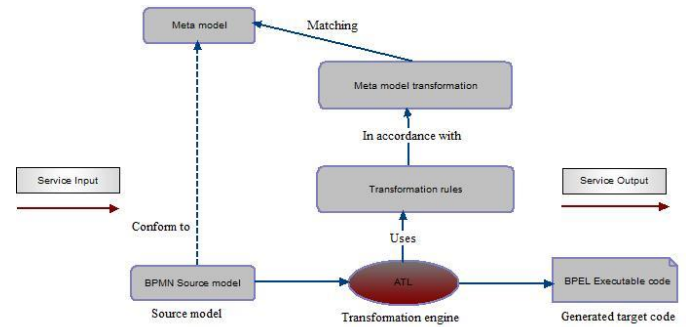 Meta model
Matching
Meta model transformation
In accordance with
Service Input
Transformation rules
Service Output
Conform to
Uses
BPMN Source model
ATL
BPEL Executable code
Source model
Transformation engine
Generated target code